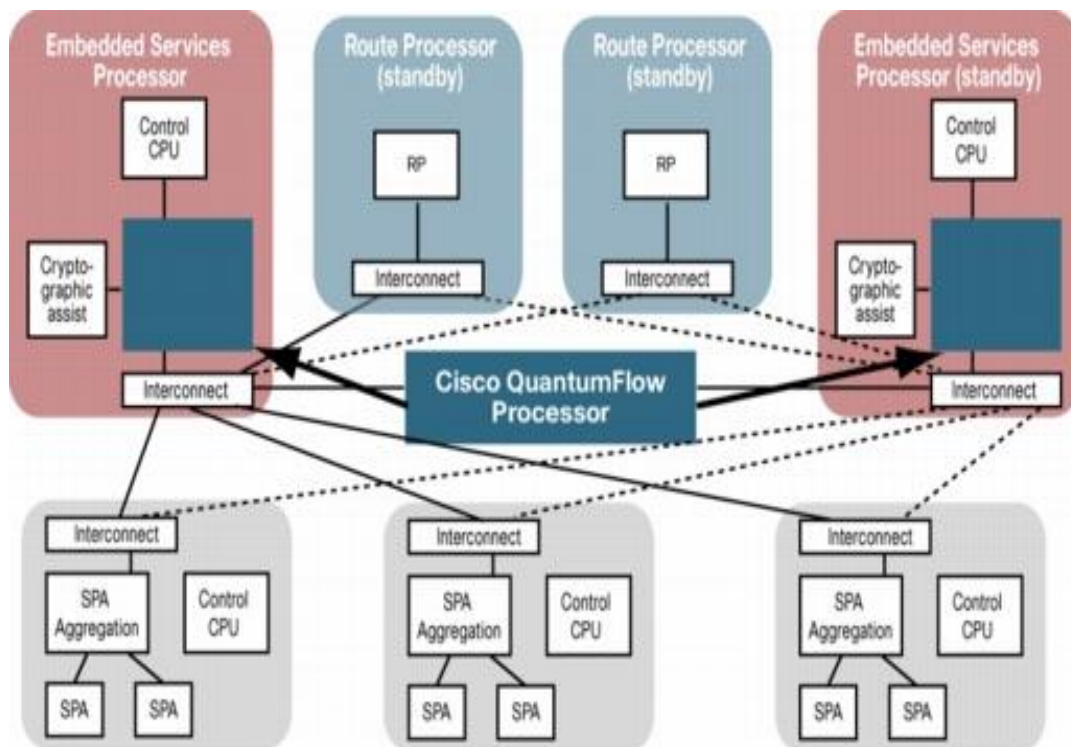 Embedded Services
Processor
Control
CPU
Crypto-
graphic
assist
Interconnect
Route Processor
(standby)
RP
Interconnect
Route Processor
(standby)
RP
Interconnect
Embedded Services
Processor (standby)
Control
CPU
Crypto-
graphic
assist
Interconnect
Cisco QuantumFlow
Processor
Interconnect
SPA
Aggregation
Control
CPU
SPA
SPA
Interconnect
SPA
Aggregation
Control
CPU
SPA
SPA
Interconnect
SPA
Aggregation
Control
CPU
SPA
SPA